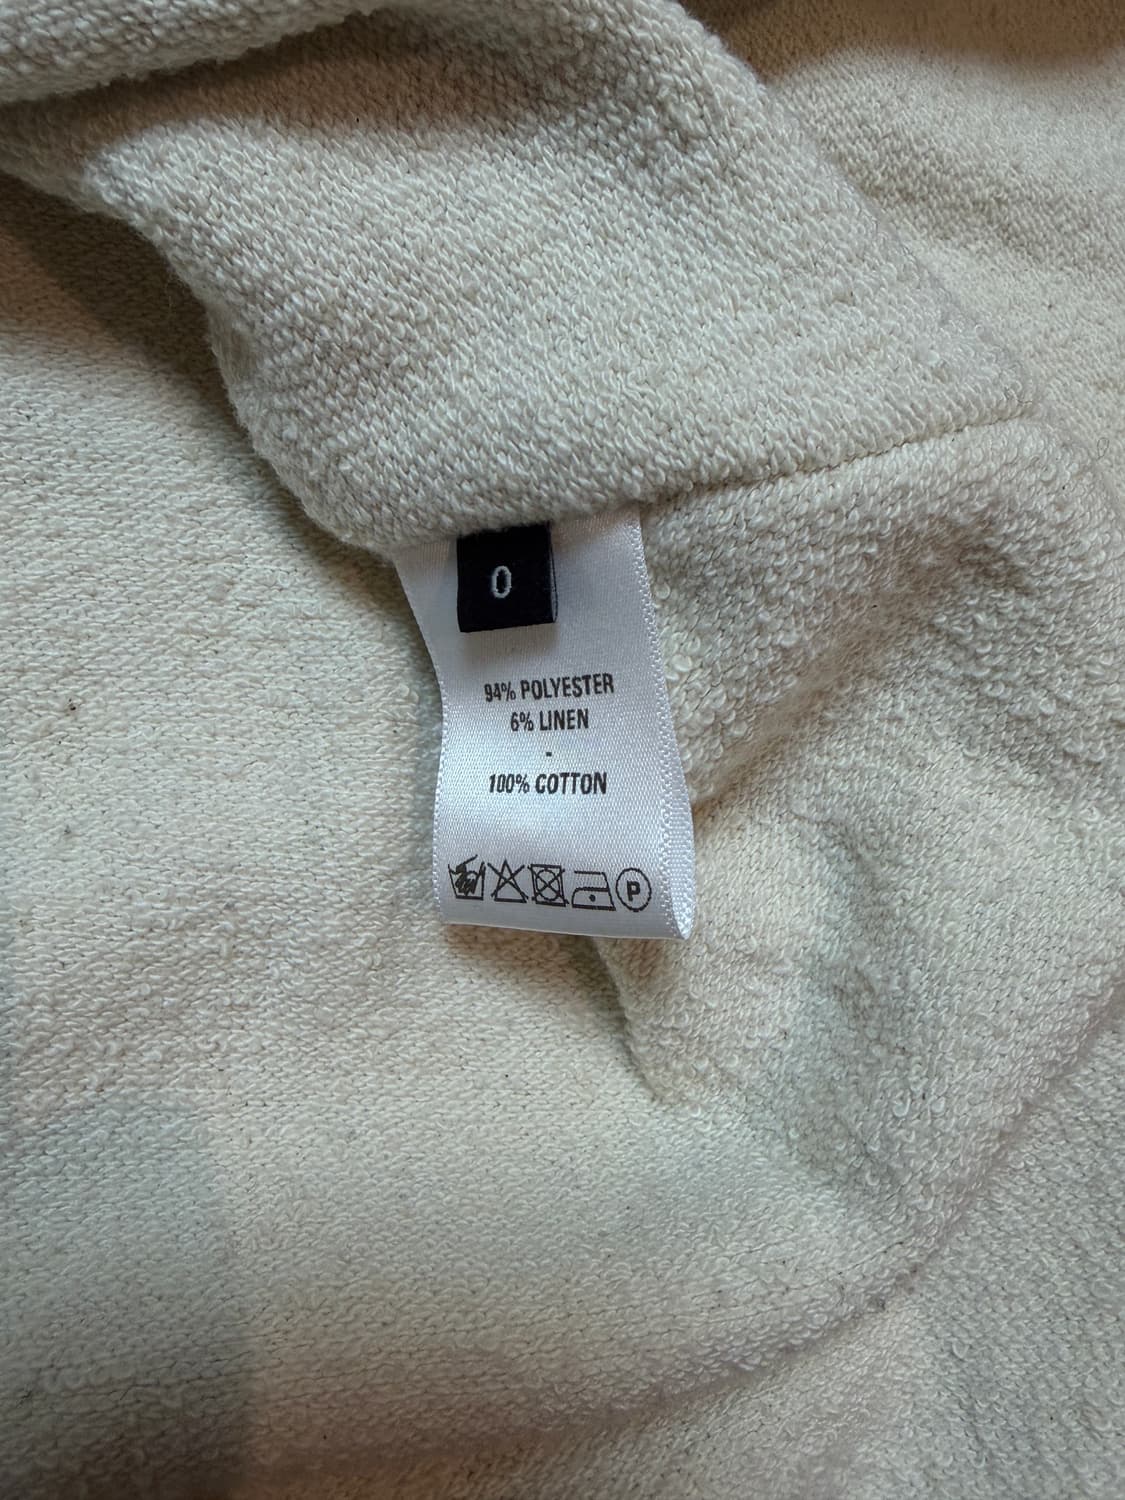 0
94% POLYESTER
6% LINEN
-
100% COTTON
P